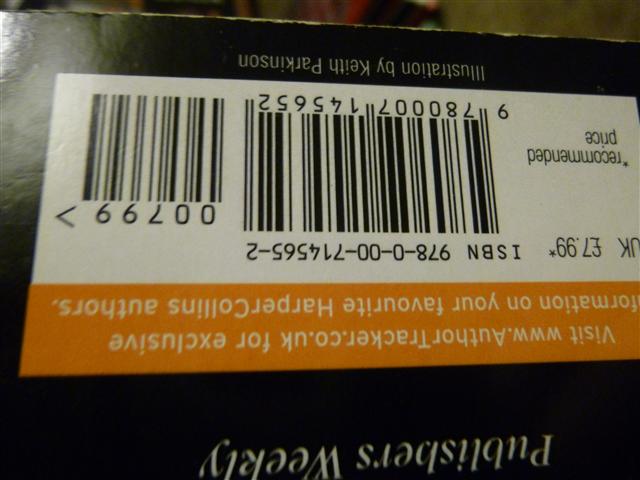 Publishers Weekly
Visit www.AuthorTracker.co.uk for exclusive
formation on your favourite HarperCollins authors.
UK £7.99*
*recommended
price
ISBN 978-0-00-714565-2
9 780007 145652
00799 >
Illustration by Keith Parkinson